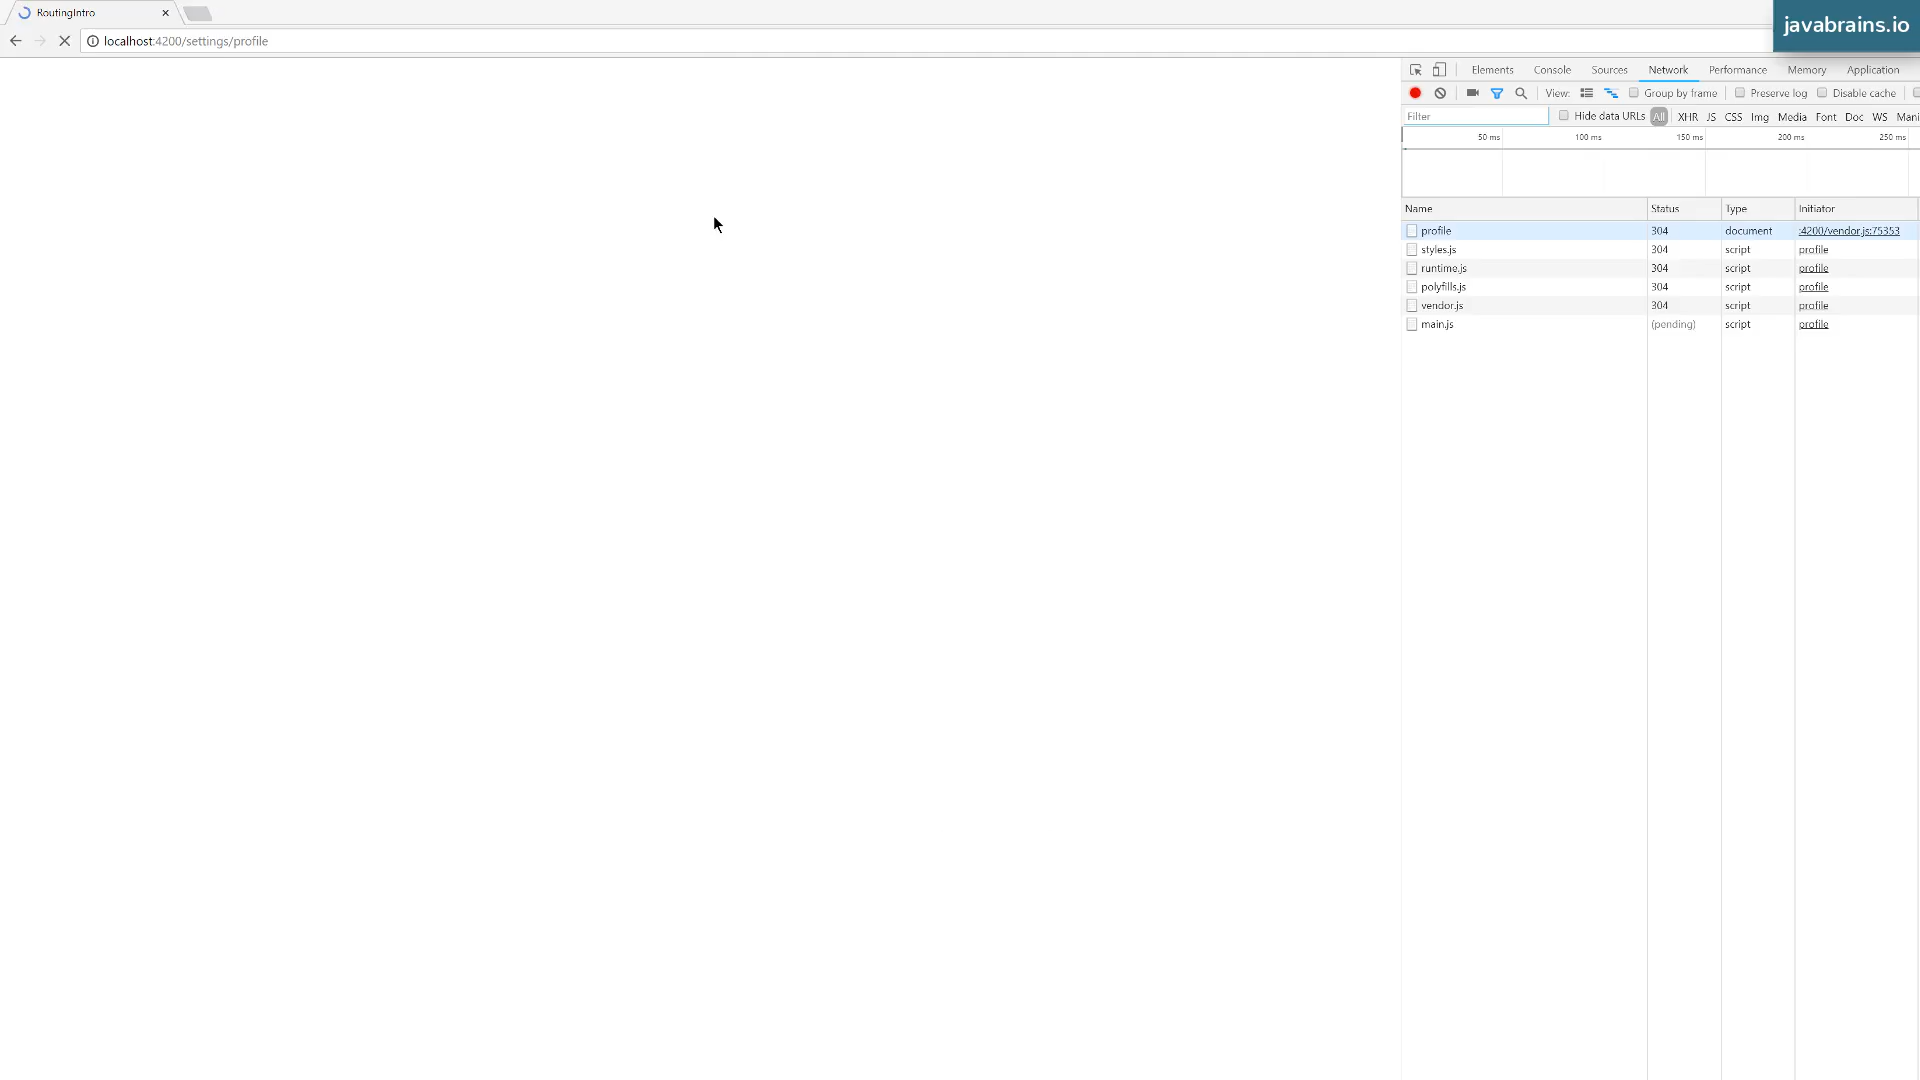 RoutingIntro
javabrains.io
localhost:4200/settings/profile
Elements Console Sources Network Performance Memory Application
View: Group by frame Preserve log Disable cache
Filter Hide data URLs All XHR JS CSS Img Media Font Doc WS Mani
50 ms 100 ms 150 ms 200 ms 250 ms
Name Status Type Initiator
profile 304 document :4200/vendor.js:75353
styles.js 304 script profile
runtime.js 304 script profile
polyfills.js 304 script profile
vendor.js 304 script profile
main.js (pending) script profile